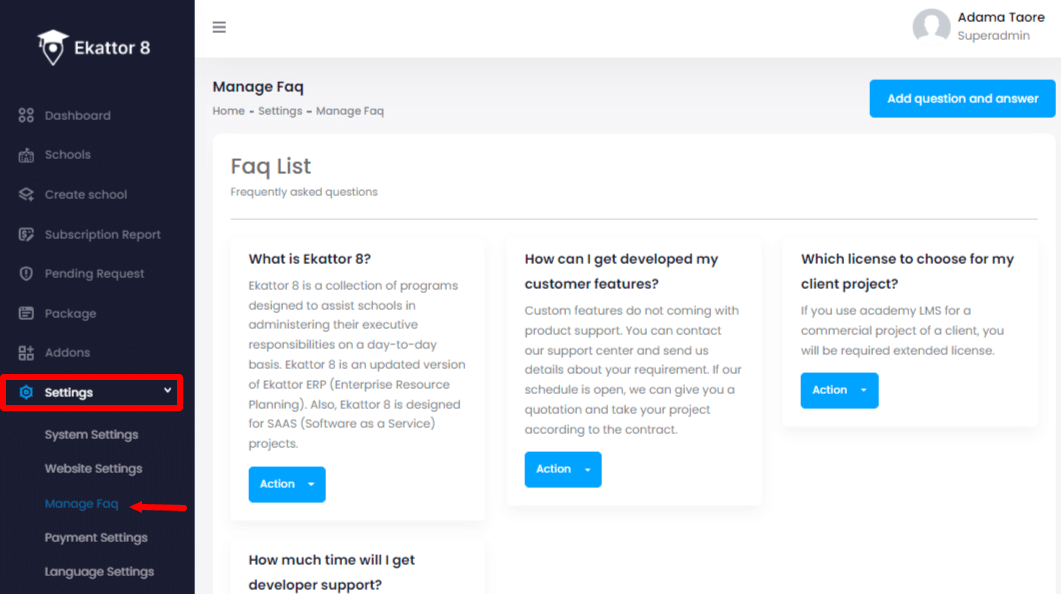 Ekattor 8
Dashboard
Schools
Create school
Subscription Report
Pending Request
Package
Addons
Settings
System Settings
Website Settings
Manage Faq
Payment Settings
Language Settings
Adama Taore
Superadmin
Manage Faq
Home - Settings - Manage Faq
Add question and answer
Faq List
Frequently asked questions
What is Ekattor 8?
Ekattor 8 is a collection of programs
designed to assist schools in
administering their executive
responsibilities on a day-to-day
basis. Ekattor 8 is an updated version
of Ekattor ERP (Enterprise Resource
Planning). Also, Ekattor 8 is designed
for SAAS (Software as a Service)
projects.
Action
How can I get developed my
customer features?
Custom features do not coming with
product support. You can contact
our support center and send us
details about your requirement. If our
schedule is open, we can give you a
quotation and take your project
according to the contract.
Action
Which license to choose for my
client project?
If you use academy LMS for a
commercial project of a client, you
will be required extended license.
Action
How much time will I get
developer support?